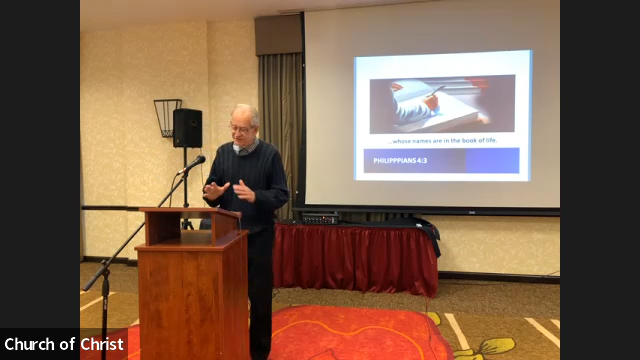 ...whose names are in the book of life.
PHILIPPPIANS 4:3
Church of Christ